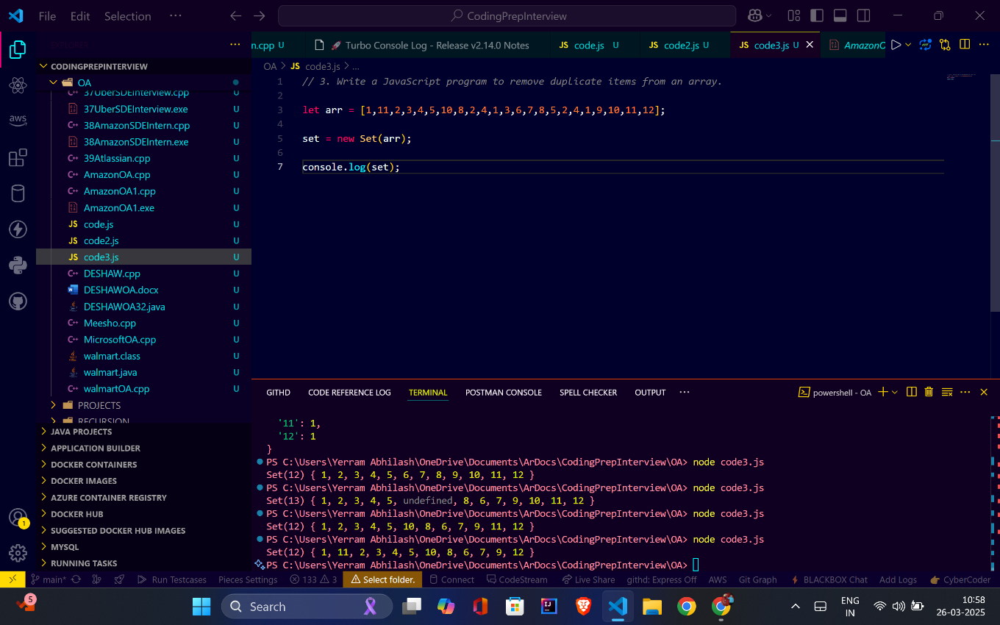 File Edit Selection ···
CodingPrepInterview
n.cpp U
🚀 Turbo Console Log - Release v2.14.0 Notes
JS code.js U
JS code2.js U
JS code3.js U
AmazonO
CODINGPREPINTERVIEW
OA
37UberSDEInterview.cpp U
37UberSDEInterview.exe U
38AmazonSDEIntern.cpp U
38AmazonSDEIntern.exe U
39Atlassian.cpp U
AmazonOA.cpp U
AmazonOA1.cpp U
AmazonOA1.exe U
JS code.js U
JS code2.js U
JS code3.js U
DESHAW.cpp U
DESHAWOA.docx U
DESHAWOA32.java U
Meesho.cpp U
MicrosoftOA.cpp U
walmart.class U
walmart.java U
walmartOA.cpp U
PROJECTS
RECURSION
JAVA PROJECTS
APPLICATION BUILDER
DOCKER CONTAINERS
DOCKER IMAGES
AZURE CONTAINER REGISTRY
DOCKER HUB
SUGGESTED DOCKER HUB IMAGES
MYSQL
RUNNING TASKS
aws
1
OA > JS code3.js > ...
1 // 3. Write a JavaScript program to remove duplicate items from an array.
2
3 let arr = [1,11,2,3,4,5,10,8,2,4,1,3,6,7,8,5,2,4,1,9,10,11,12];
4
5 set = new Set(arr);
6
7 console.log(set);
GITHD CODE REFERENCE LOG TERMINAL POSTMAN CONSOLE SPELL CHECKER OUTPUT ···
powershell - OA
'11': 1,
'12': 1
}
PS C:\Users\Yerram Abhilash\OneDrive\Documents\ArDocs\CodingPrepInterview\OA> node code3.js
Set(12) { 1, 2, 3, 4, 5, 6, 7, 8, 9, 10, 11, 12 }
PS C:\Users\Yerram Abhilash\OneDrive\Documents\ArDocs\CodingPrepInterview\OA> node code3.js
Set(13) { 1, 2, 3, 4, 5, undefined, 8, 6, 7, 9, 10, 11, 12 }
PS C:\Users\Yerram Abhilash\OneDrive\Documents\ArDocs\CodingPrepInterview\OA> node code3.js
Set(12) { 1, 2, 3, 4, 5, 10, 8, 6, 7, 9, 11, 12 }
PS C:\Users\Yerram Abhilash\OneDrive\Documents\ArDocs\CodingPrepInterview\OA> node code3.js
Set(12) { 1, 11, 2, 3, 4, 5, 10, 8, 6, 7, 9, 12 }
PS C:\Users\Yerram Abhilash\OneDrive\Documents\ArDocs\CodingPrepInterview\OA>
main* Run Testcases Pieces Settings 133 3 Select folder. Connect CodeStream Live Share githd: Express Off AWS Git Graph BLACKBOX Chat Add Logs CyberCoder
5
Search
ENG
IN
10:58
26-03-2025